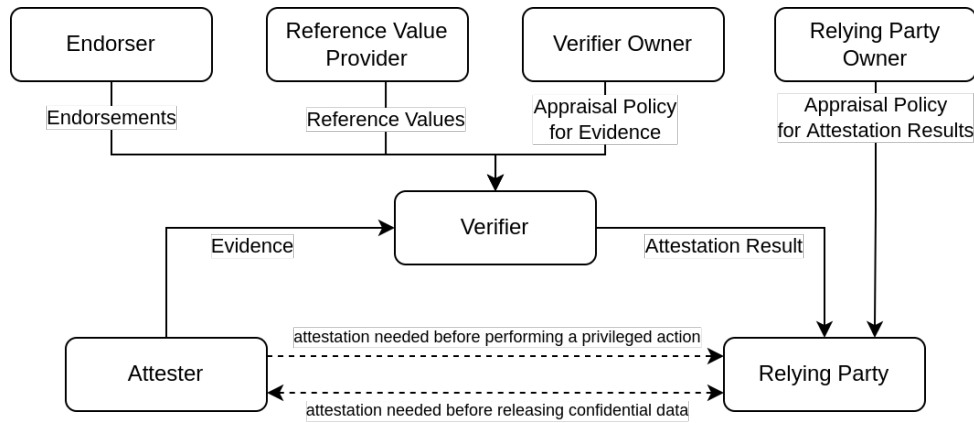 Endorser
Reference Value
Provider
Verifier Owner
Relying Party
Owner
Endorsements
Reference Values
Appraisal Policy
for Evidence
Appraisal Policy
for Attestation Results
Verifier
Evidence
Attestation Result
attestation needed before performing a privileged action
Attester
Relying Party
attestation needed before releasing confidential data